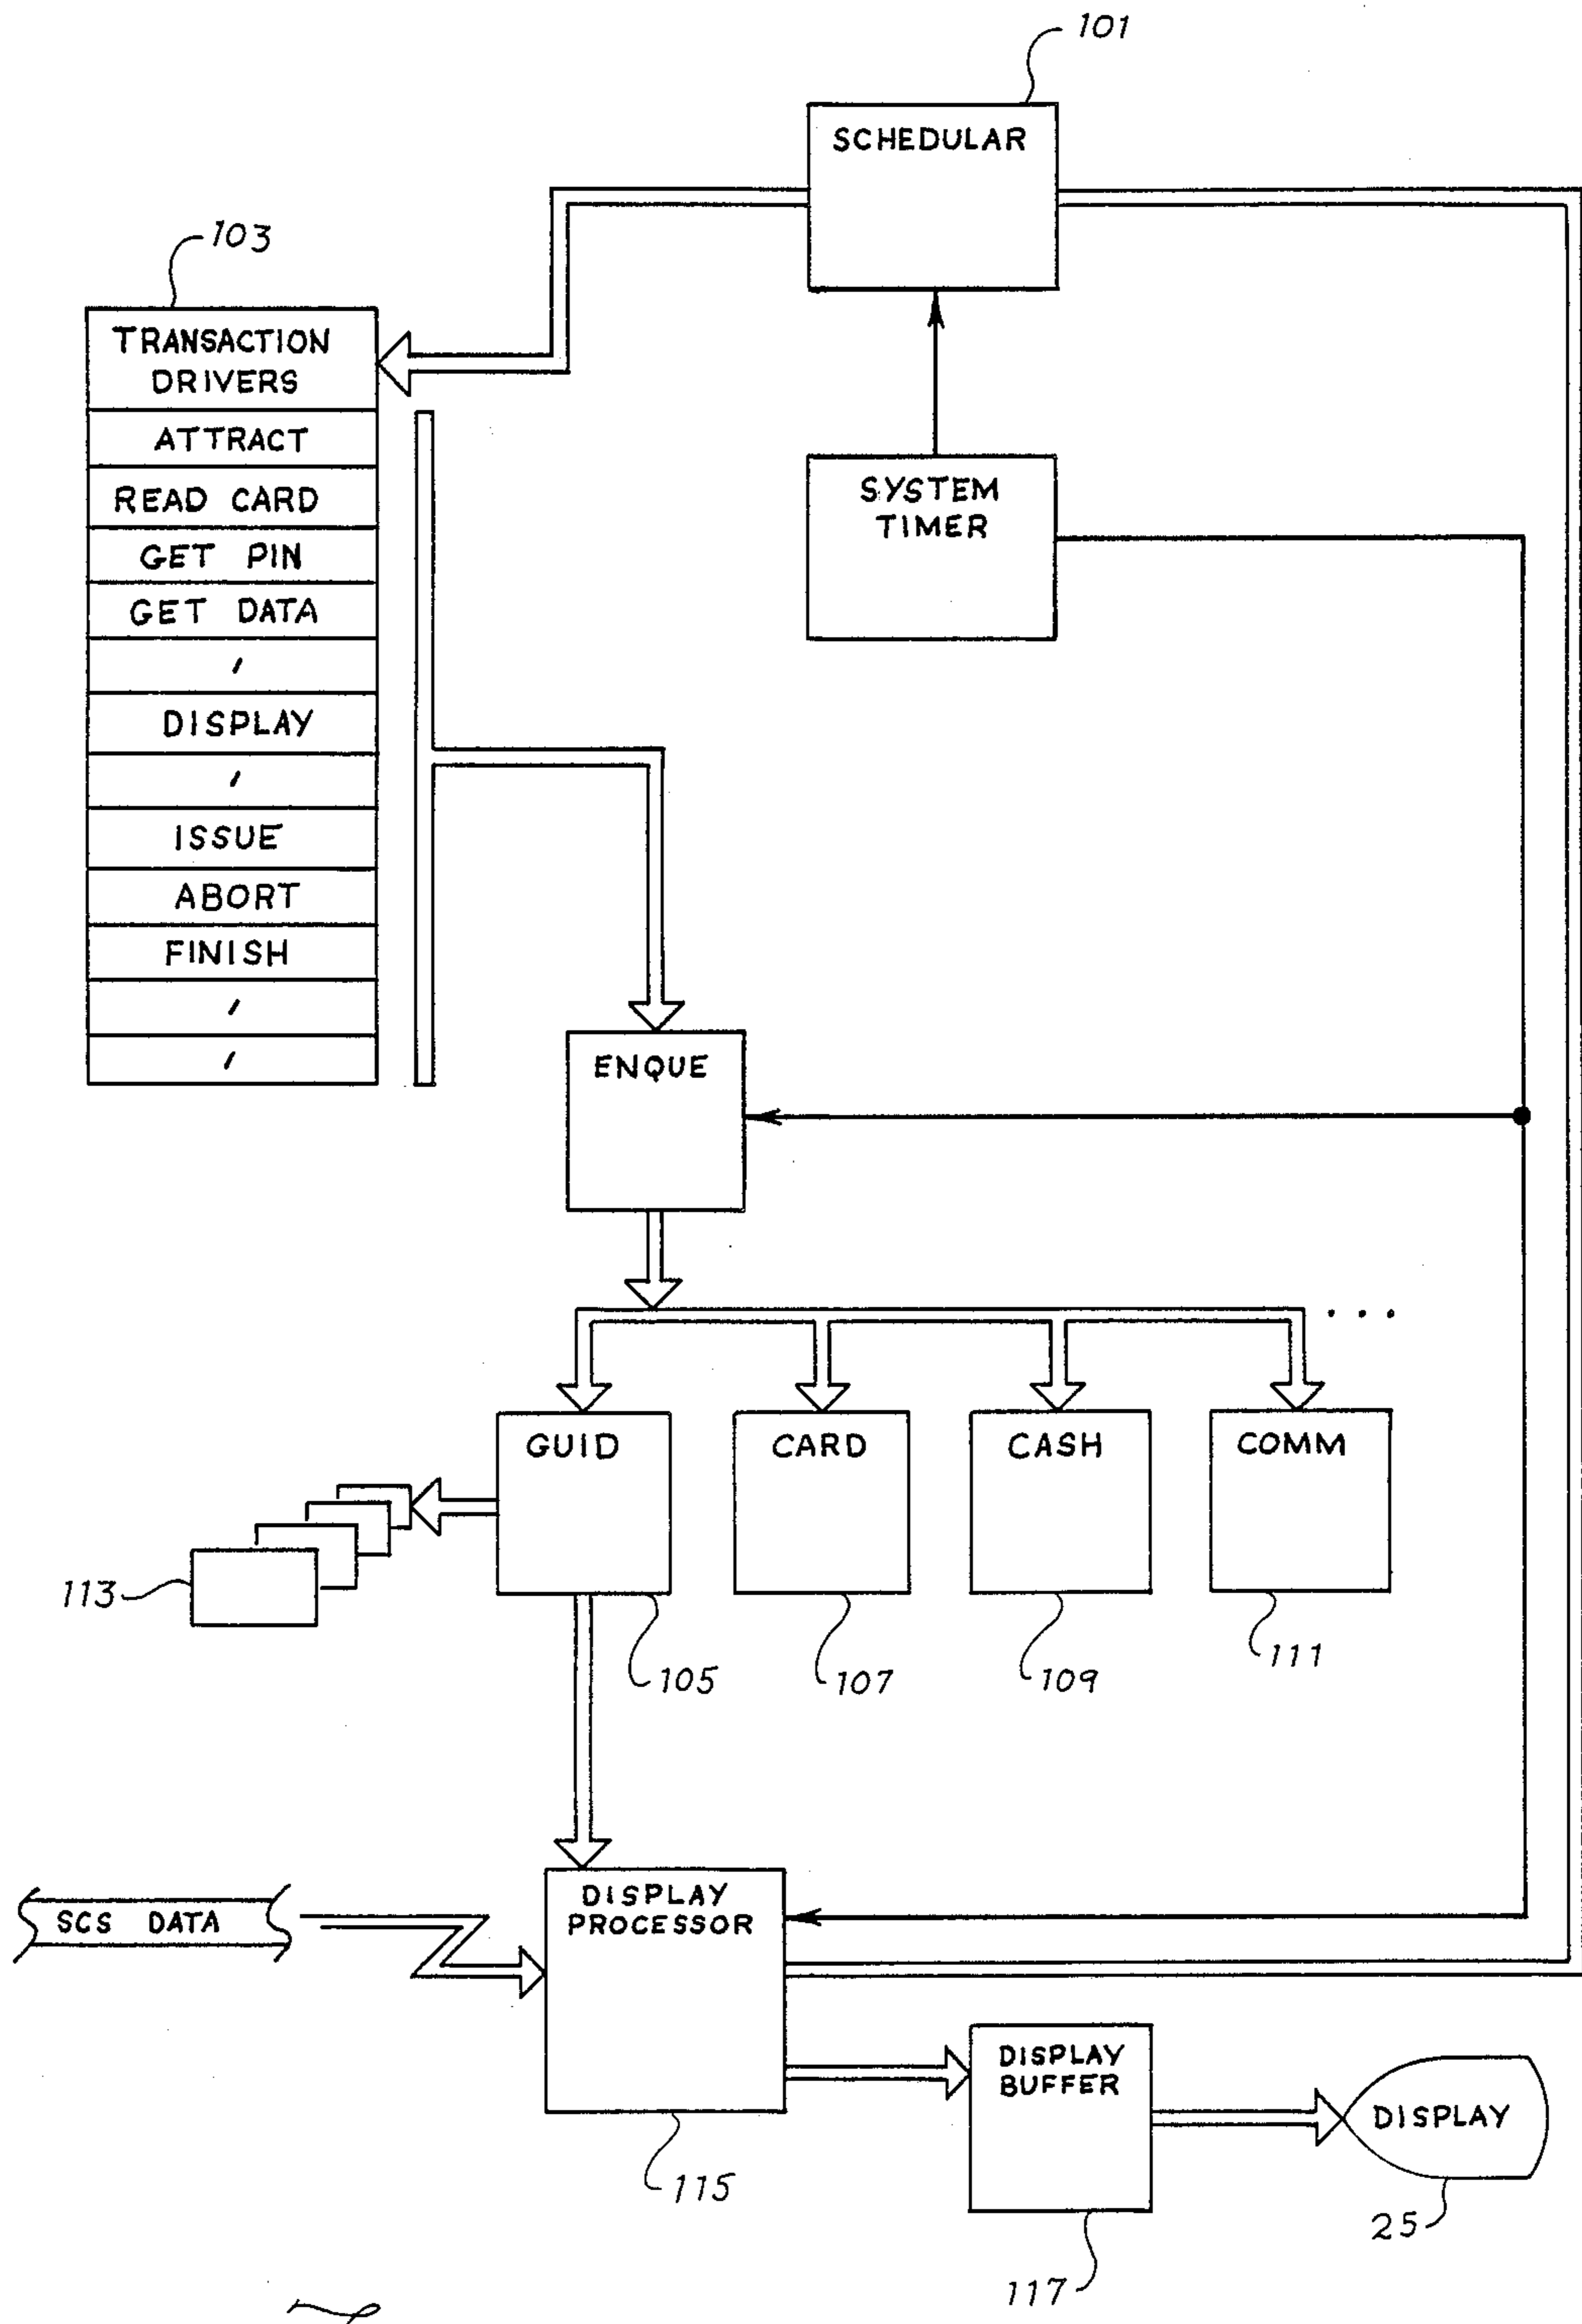 101
SCHEDULAR
103
TRANSACTION
DRIVERS
ATTRACT
READ CARD
GET PIN
GET DATA
DISPLAY
ISSUE
ABORT
FINISH
SYSTEM
TIMER
ENQUE
...
GUID
CARD
CASH
COMM
113
105
107
109
111
SCS DATA
DISPLAY
PROCESSOR
115
DISPLAY
BUFFER
117
DISPLAY
25